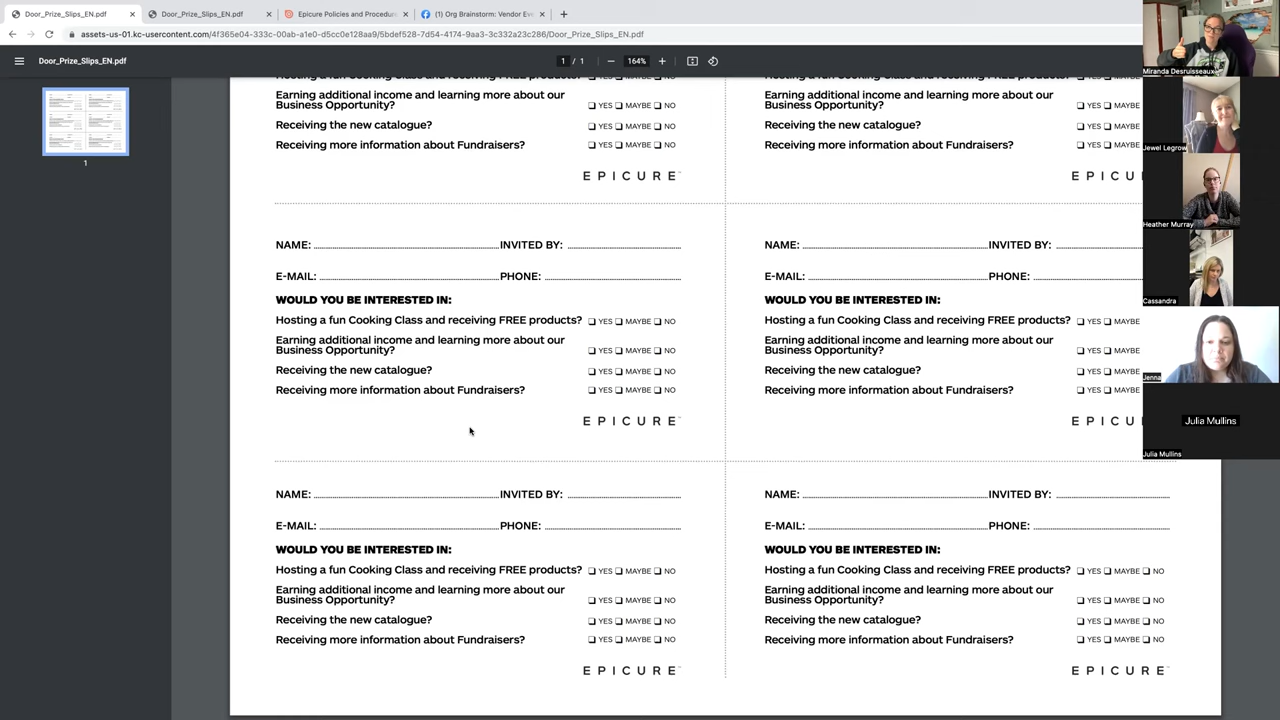 Door_Prize_Slips_EN.pdf
Door_Prize_Slips_EN.pdf
Epicure Policies and Procedure
(1) Org Brainstorm: Vendor Eve
assets-us-01.kc-usercontent.com/4f365e04-333c-00ab-a1e0-d5cc0e128aa9/5bdef528-7d54-4174-9aa3-3c332a23c286/Door_Prize_Slips_EN.pdf
Door_Prize_Slips_EN.pdf
1 / 1
164%
1
Earning additional income and learning more about our
Business Opportunity? YES MAYBE NO
Receiving the new catalogue? YES MAYBE NO
Receiving more information about Fundraisers? YES MAYBE NO
EPICURE
Earning additional income and learning more about our
Business Opportunity? YES MAYBE
Receiving the new catalogue? YES MAYBE
Receiving more information about Fundraisers? YES MAYBE
EPICU
NAME: INVITED BY:
E-MAIL: PHONE:
WOULD YOU BE INTERESTED IN:
Hosting a fun Cooking Class and receiving FREE products? YES MAYBE NO
Earning additional income and learning more about our
Business Opportunity? YES MAYBE NO
Receiving the new catalogue? YES MAYBE NO
Receiving more information about Fundraisers? YES MAYBE NO
EPICURE
NAME: INVITED BY:
E-MAIL: PHONE:
WOULD YOU BE INTERESTED IN:
Hosting a fun Cooking Class and receiving FREE products? YES MAYBE
Earning additional income and learning more about our
Business Opportunity? YES MAYBE
Receiving the new catalogue? YES MAYBE
Receiving more information about Fundraisers? YES MAYBE
EPICU
NAME: INVITED BY:
E-MAIL: PHONE:
WOULD YOU BE INTERESTED IN:
Hosting a fun Cooking Class and receiving FREE products? YES MAYBE NO
Earning additional income and learning more about our
Business Opportunity? YES MAYBE NO
Receiving the new catalogue? YES MAYBE NO
Receiving more information about Fundraisers? YES MAYBE NO
EPICURE
NAME: INVITED BY:
E-MAIL: PHONE:
WOULD YOU BE INTERESTED IN:
Hosting a fun Cooking Class and receiving FREE products? YES MAYBE NO
Earning additional income and learning more about our
Business Opportunity? YES MAYBE NO
Receiving the new catalogue? YES MAYBE NO
Receiving more information about Fundraisers? YES MAYBE NO
EPICURE
Miranda Desruisseaux
Jewel Legrow
Heather Murray
Cassandra
Jenna
Julia Mullins
Julia Mullins